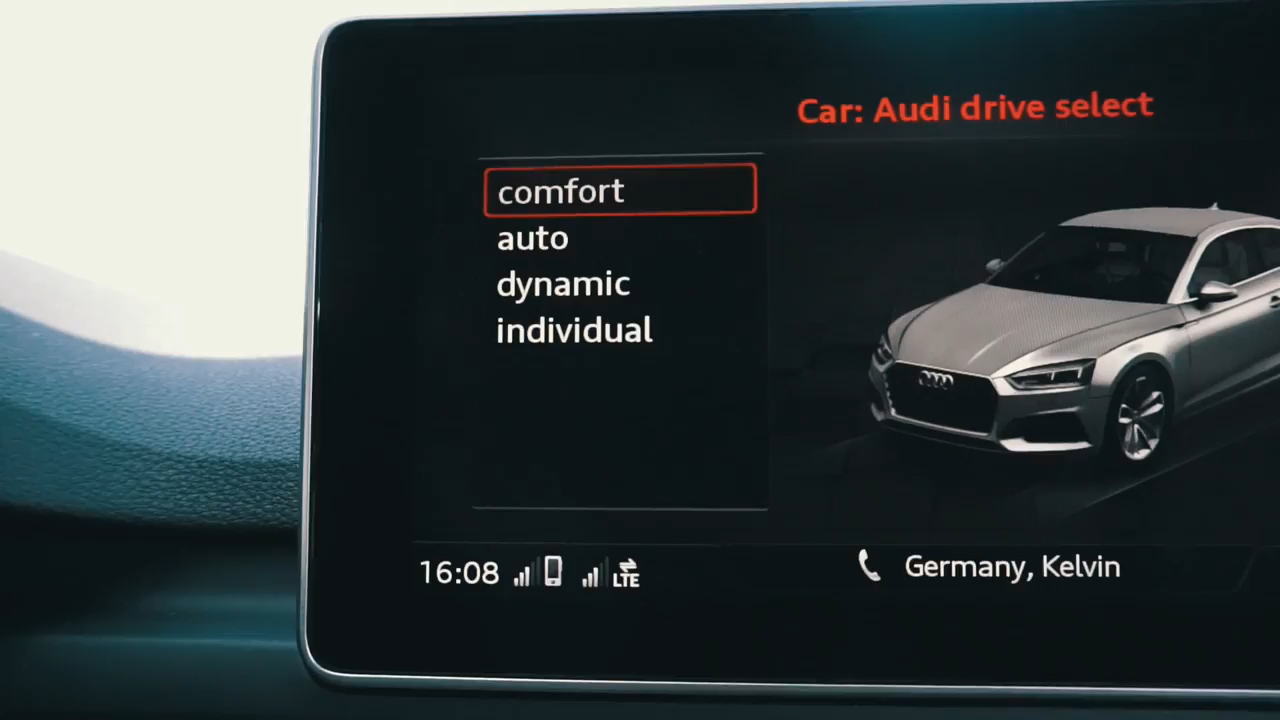 Car: Audi drive select
comfort
auto
dynamic
individual
16:08
LTE
Germany, Kelvin